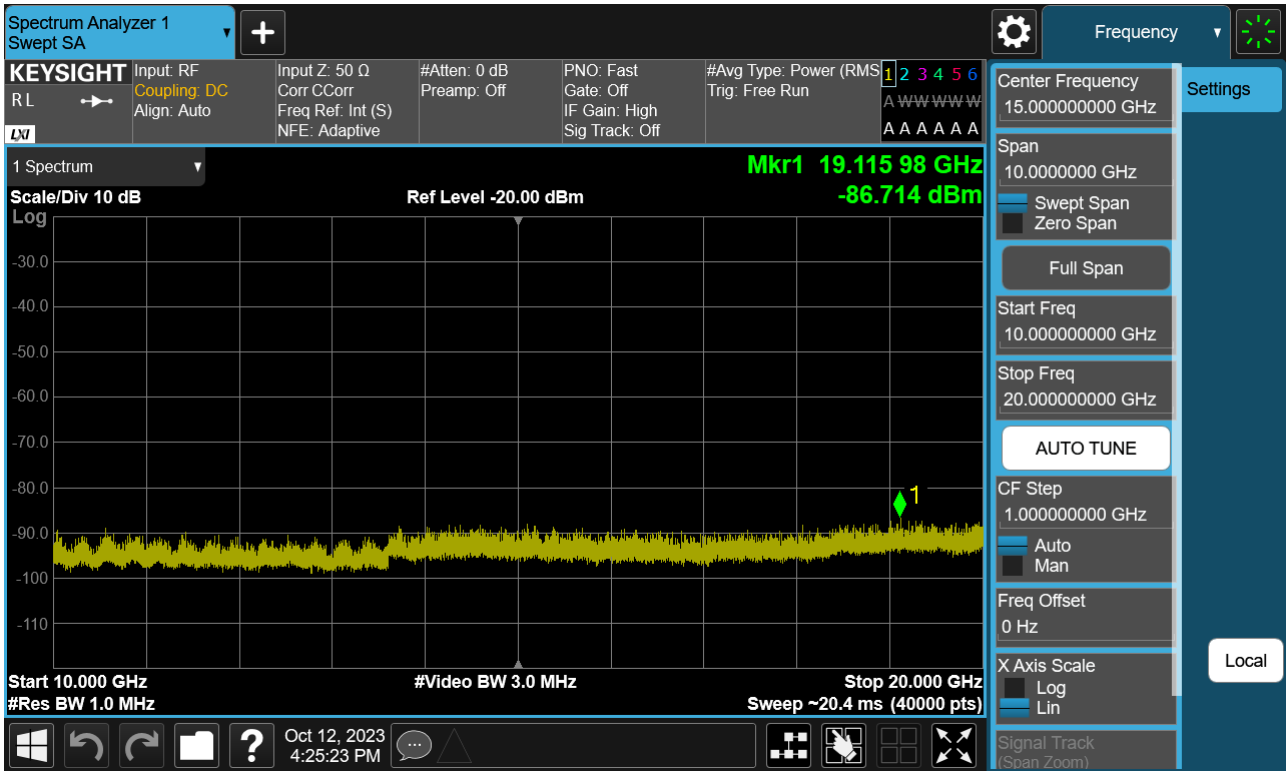 Spectrum Analyzer 1
Swept SA
+
Frequency
KEYSIGHT
R L
LXI
Input: RF
Coupling: DC
Align: Auto
Input Z: 50 Ω
Corr CCorr
Freq Ref: Int (S)
NFE: Adaptive
#Atten: 0 dB
Preamp: Off
PNO: Fast
Gate: Off
IF Gain: High
Sig Track: Off
#Avg Type: Power (RMS
Trig: Free Run
1 2 3 4 5 6
A W W W W W
A A A A A A
1 Spectrum
Mkr1 19.115 98 GHz
-86.714 dBm
Scale/Div 10 dB
Ref Level -20.00 dBm
Log
-30.0
-40.0
-50.0
-60.0
-70.0
-80.0
-90.0
-100
-110
1
Start 10.000 GHz
#Video BW 3.0 MHz
Stop 20.000 GHz
#Res BW 1.0 MHz
Sweep ~20.4 ms (40000 pts)
Center Frequency
15.000000000 GHz
Span
10.0000000 GHz
Swept Span
Zero Span
Full Span
Start Freq
10.000000000 GHz
Stop Freq
20.000000000 GHz
AUTO TUNE
CF Step
1.000000000 GHz
Auto
Man
Freq Offset
0 Hz
X Axis Scale
Log
Lin
Signal Track
(Span Zoom)
Settings
Local
?
Oct 12, 2023
4:25:23 PM